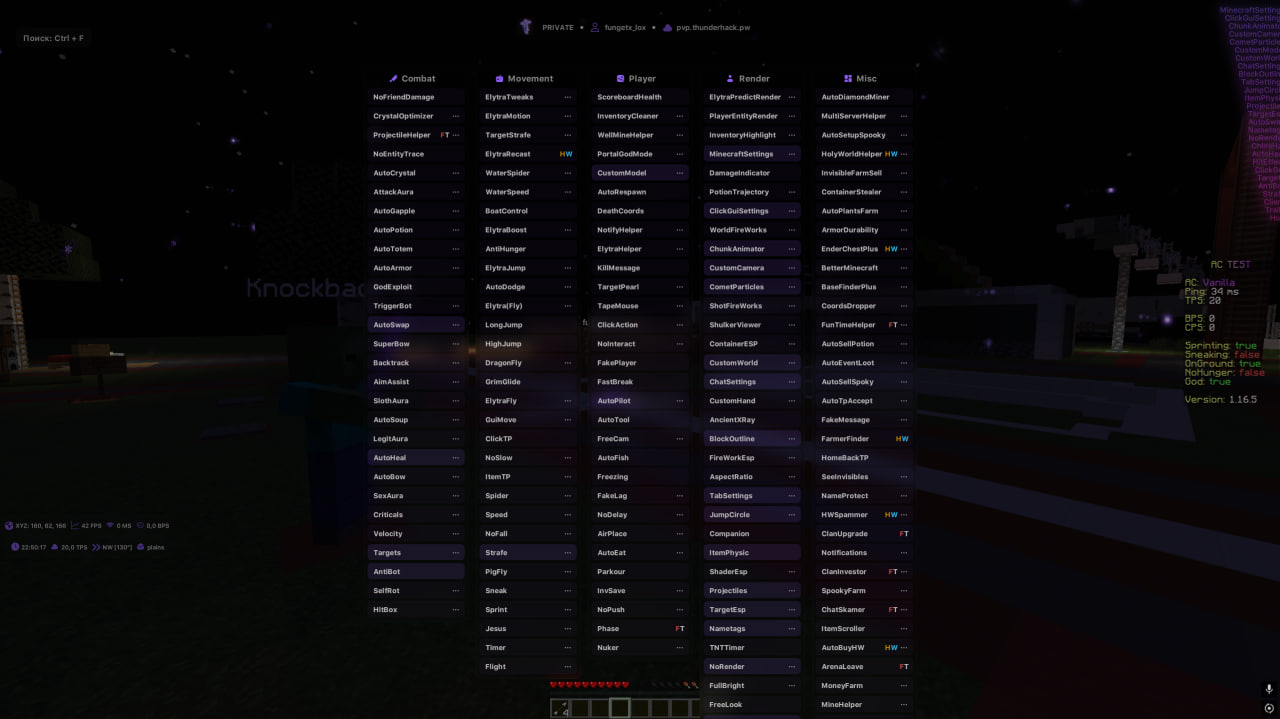 Поиск: Ctrl + F
PRIVATE • fungetx_lox • pvp.thunderhack.pw
Combat
NoFriendDamage
CrystalOptimizer ...
ProjectileHelper FT ...
NoEntityTrace
AutoCrystal ...
AttackAura ...
AutoGapple ...
AutoPotion ...
AutoTotem ...
AutoArmor ...
GodExploit ...
TriggerBot ...
AutoSwap ...
SuperBow ...
Backtrack ...
AimAssist ...
SlothAura ...
AutoSoup ...
LegitAura ...
AutoHeal ...
AutoBow ...
SexAura ...
Criticals ...
Velocity ...
Targets ...
AntiBot
SelfRot ...
HitBox ...
Movement
ElytraTweaks ...
ElytraMotion ...
TargetStrafe ...
ElytraRecast HW
WaterSpider ...
WaterSpeed ...
BoatControl ...
ElytraBoost ...
AntiHunger
ElytraJump ...
AutoDodge ...
Elytra(Fly) ...
LongJump ...
HighJump
DragonFly ...
GrimGlide ...
ElytraFly ...
GuiMove ...
ClickTP ...
NoSlow ...
ItemTP ...
Spider ...
Speed ...
NoFall ...
Strafe ...
PigFly ...
Sneak ...
Sprint ...
Jesus ...
Timer ...
Flight ...
Player
ScoreboardHealth
InventoryCleaner ...
WellMineHelper ...
PortalGodMode ...
CustomModel ...
AutoRespawn
DeathCoords
NotifyHelper ...
ElytraHelper ...
KillMessage
TargetPearl ...
TapeMouse ...
ClickAction ...
NoInteract ...
FakePlayer
FastBreak ...
AutoPilot ...
AutoTool ...
FreeCam ...
AutoFish
Freezing
FakeLag ...
NoDelay ...
AirPlace ...
AutoEat ...
Parkour
InvSave ...
NoPush ...
Phase FT
Nuker ...
Render
ElytraPredictRender ...
PlayerEntityRender ...
InventoryHighlight ...
MinecraftSettings ...
DamageIndicator
PotionTrajectory ...
ClickGuiSettings ...
WorldFireWorks ...
ChunkAnimator ...
CustomCamera ...
CometParticles ...
ShotFireWorks ...
ShulkerViewer ...
ContainerESP ...
CustomWorld ...
ChatSettings ...
CustomHand ...
AncientXRay
BlockOutline ...
FireWorkEsp ...
AspectRatio ...
TabSettings ...
JumpCircle ...
Companion
ItemPhysic
ShaderEsp ...
Projectiles ...
TargetEsp ...
Nametags ...
TNTTimer
NoRender ...
FullBright ...
FreeLook
Misc
AutoDiamondMiner
MultiServerHelper ...
AutoSetupSpooky ...
HolyWorldHelper HW ...
InvisibleFarmSell ...
ContainerStealer ...
AutoPlantsFarm ...
ArmorDurability ...
EnderChestPlus HW ...
BetterMinecraft ...
BaseFinderPlus ...
CoordsDropper ...
FunTimeHelper FT ...
AutoSellPotion ...
AutoEventLoot ...
AutoSellSpoky ...
AutoTpAccept ...
FakeMessage ...
FarmerFinder HW
HomeBackTP
SeeInvisibles ...
NameProtect ...
HWSpammer HW ...
ClanUpgrade FT
Notifications ...
ClanInvestor FT ...
SpookyFarm ...
ChatSkamer FT ...
ItemScroller ...
AutoBuyHW HW ...
ArenaLeave FT
MoneyFarm ...
MineHelper ...
Knockbac
XYZ: 160, 62, 166 42 FPS 0 MS 0,0 BPS
22:50:17 20,0 TPS NW [130°] plains
ChunkAnimato
CometParticle
AC TEST
AC: Vanilla
Ping: 34 ms
TPS: 20
BPS: 0
CPS: 0
Sprinting: true
Sneaking: false
OnGround: true
NoHunger: false
God: true
Version: 1.16.5